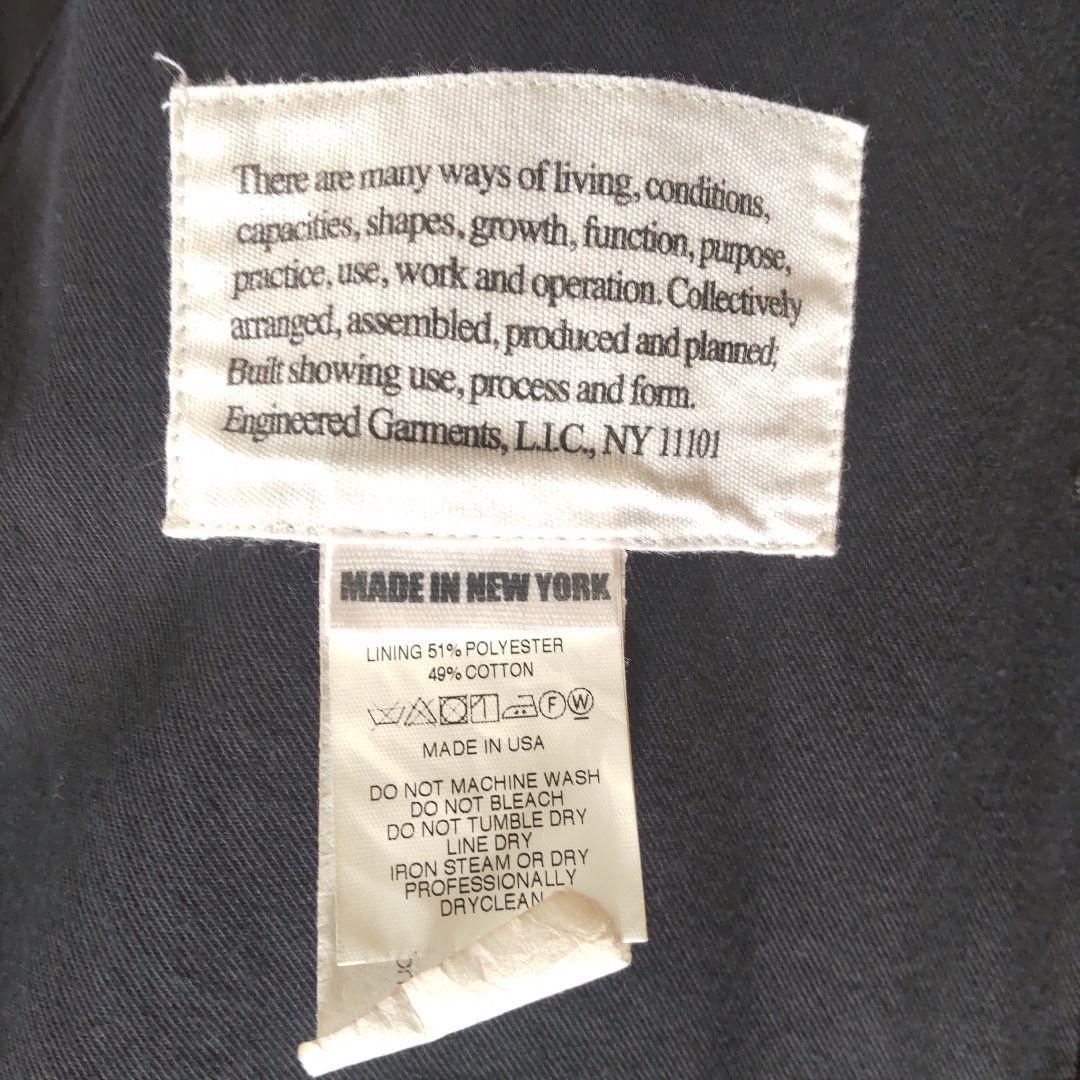 There are many ways of living, conditions,
capacities, shapes, growth, function, purpose,
practice, use, work and operation. Collectively
arranged, assembled, produced and planned;
Built showing use, process and form.
Engineered Garments, L.I.C., NY 11101
MADE IN NEW YORK
LINING 51% POLYESTER
49% COTTON
F W
MADE IN USA
DO NOT MACHINE WASH
DO NOT BLEACH
DO NOT TUMBLE DRY
LINE DRY
IRON STEAM OR DRY
PROFESSIONALLY
DRYCLEAN